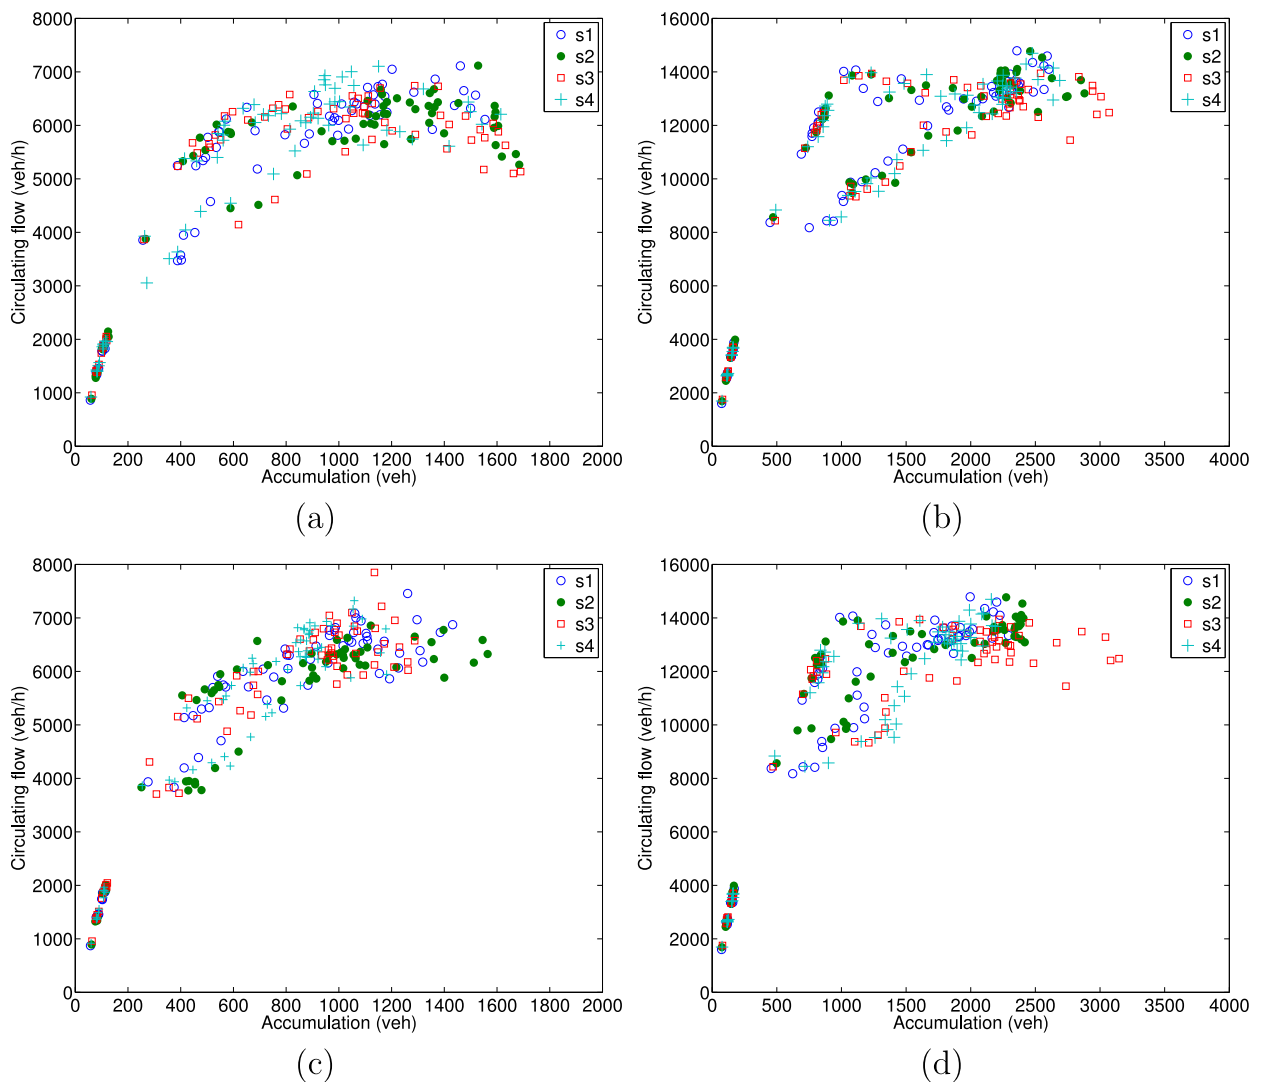 8000
7000
6000
5000
4000
3000
2000
1000
0
Circulating flow (veh/h)
0 200 400 600 800 1000 1200 1400 1600 1800 2000
Accumulation (veh)
s1
s2
s3
s4
(a)
16000
14000
12000
10000
8000
6000
4000
2000
0
Circulating flow (veh/h)
0 500 1000 1500 2000 2500 3000 3500 4000
Accumulation (veh)
s1
s2
s3
s4
(b)
8000
7000
6000
5000
4000
3000
2000
1000
0
Circulating flow (veh/h)
0 200 400 600 800 1000 1200 1400 1600 1800 2000
Accumulation (veh)
s1
s2
s3
s4
(c)
16000
14000
12000
10000
8000
6000
4000
2000
0
Circulating flow (veh/h)
0 500 1000 1500 2000 2500 3000 3500 4000
Accumulation (veh)
s1
s2
s3
s4
(d)